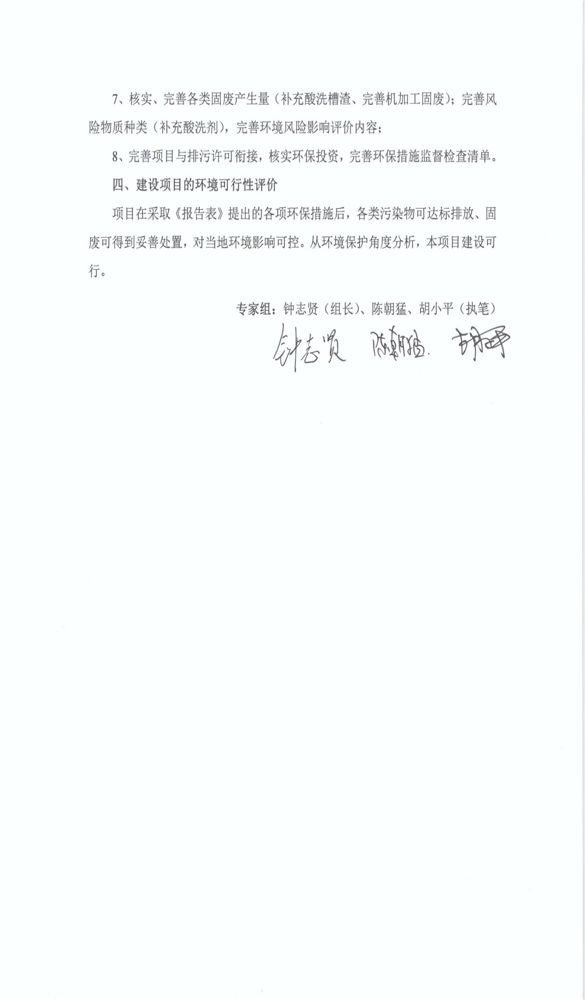 7、核实、完善各类固废产生量（补充酸洗槽渣、完善机加工固废）；完善风
险物质种类（补充酸洗剂），完善环境风险影响评价内容；
8、完善项目与排污许可衔接，核实环保投资，完善环保措施监督检查清单。
四、建设项目的环境可行性评价
项目在采取《报告表》提出的各项环保措施后，各类污染物可达标排放、固
废可得到妥善处置，对当地环境影响可控。从环境保护角度分析，本项目建设可
行。
专家组：钟志贤（组长）、陈朝猛、胡小平（执笔）
钟志贤 陈朝猛. 胡小平